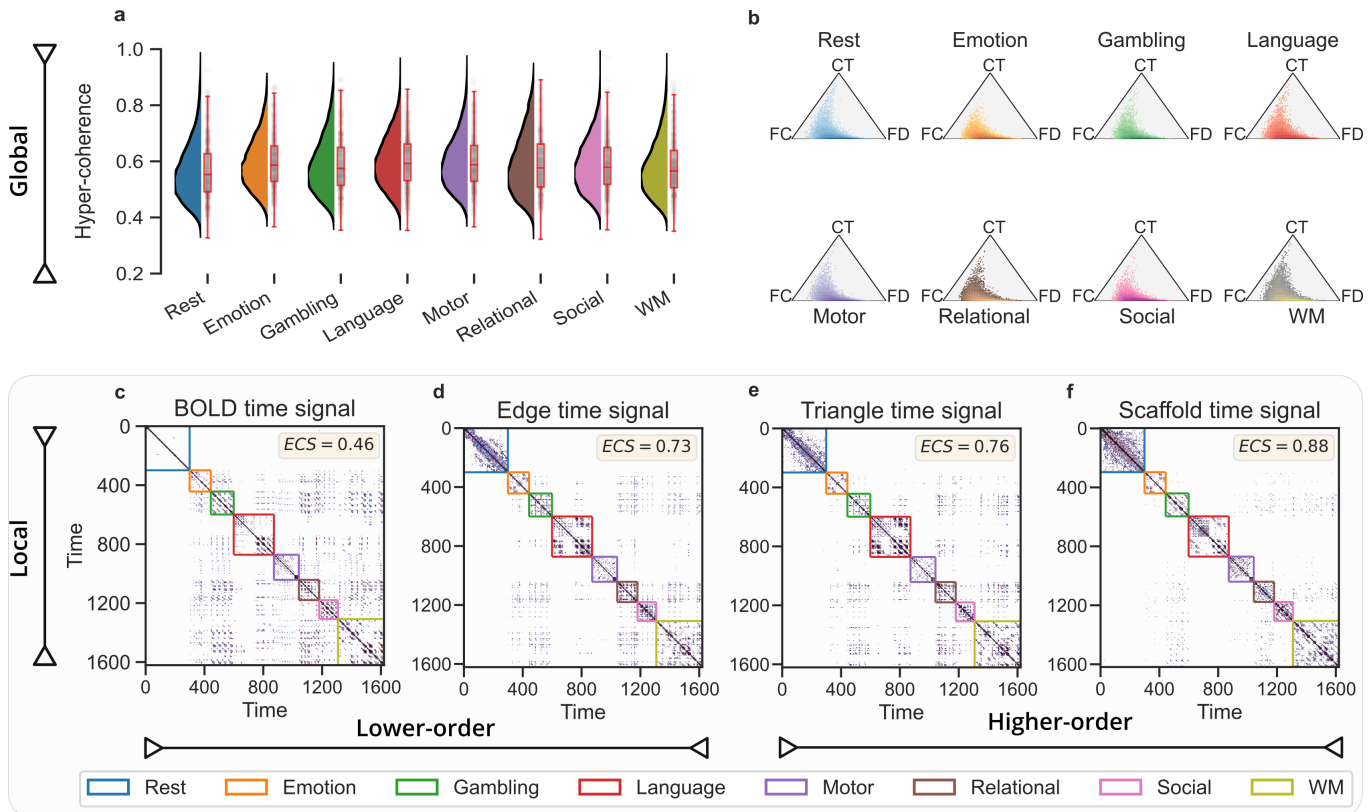 a
Global
Hyper-coherence
1.0
0.8
0.6
0.4
0.2
Rest
Emotion
Gambling
Language
Motor
Relational
Social
WM
b
Rest Emotion Gambling Language
CT CT CT CT
FC FD FC FD FC FD FC FD
CT CT CT CT
FC FD FC FD FC FD FC FD
Motor Relational Social WM
Local
c
BOLD time signal
ECS = 0.46
Time
0
400
800
1200
1600
0 400 800 1200 1600
Time
d
Edge time signal
ECS = 0.73
0
400
800
1200
1600
0 400 800 1200 1600
Time
e
Triangle time signal
ECS = 0.76
0
400
800
1200
1600
0 400 800 1200 1600
Time
f
Scaffold time signal
ECS = 0.88
0
400
800
1200
1600
0 400 800 1200 1600
Time
Lower-order
Higher-order
Rest Emotion Gambling Language Motor Relational Social WM